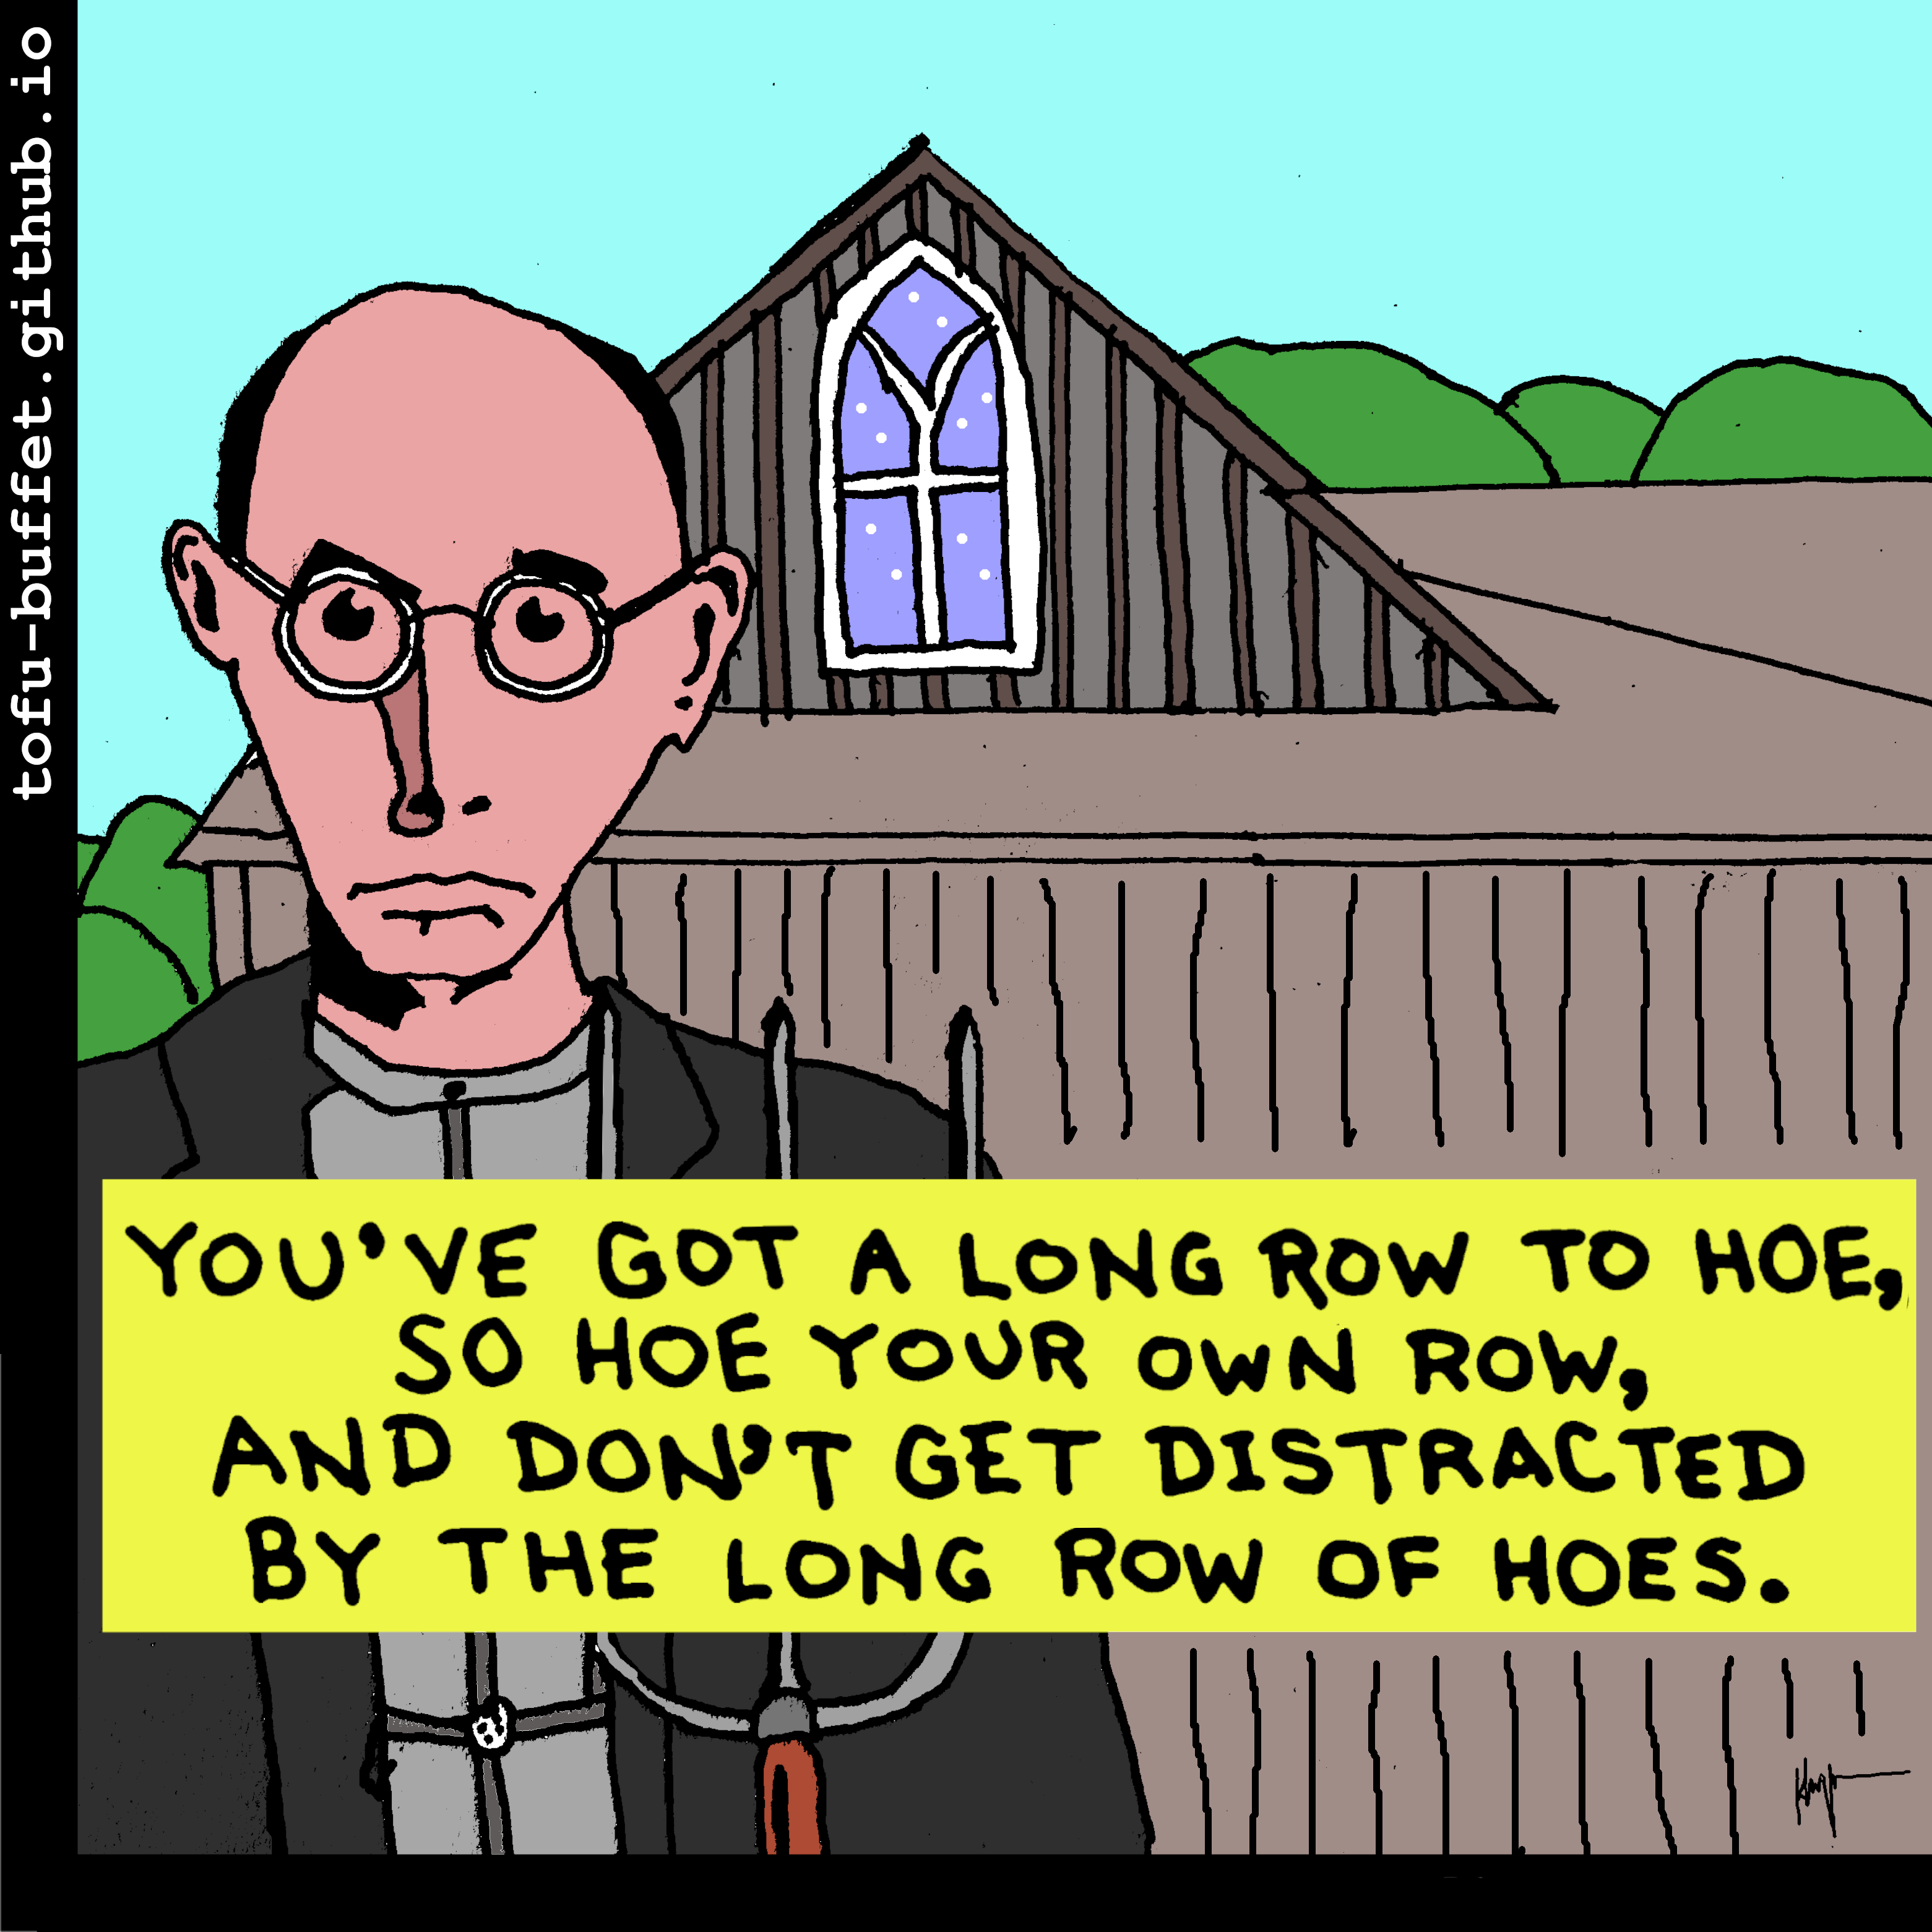 tofu-buffet.github.io
YOU'VE GOT A LONG ROW TO HOE,
SO HOE YOUR OWN ROW,
AND DON'T GET DISTRACTED
BY THE LONG ROW OF HOES.